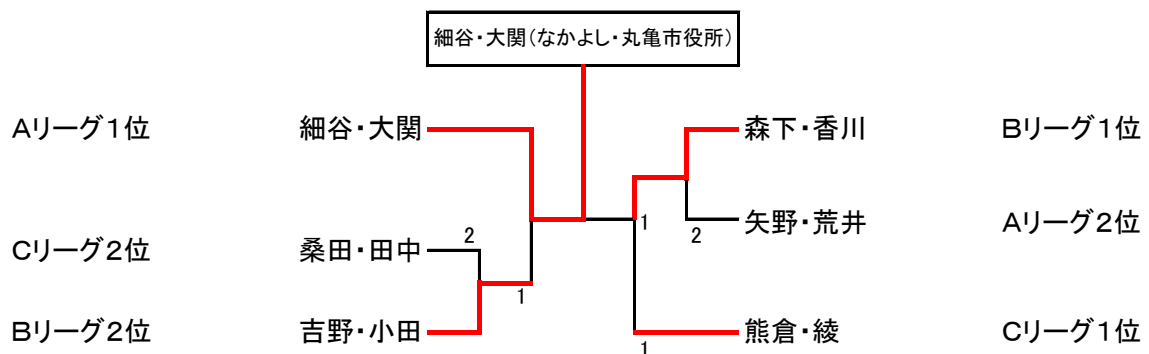 細谷・大関(なかよし・丸亀市役所)
Aリーグ1位
細谷・大関
森下・香川
Bリーグ1位
1
2
矢野・荒井
Aリーグ2位
Cリーグ2位
桑田・田中
2
1
Bリーグ2位
吉野・小田
1
熊倉・綾
Cリーグ1位